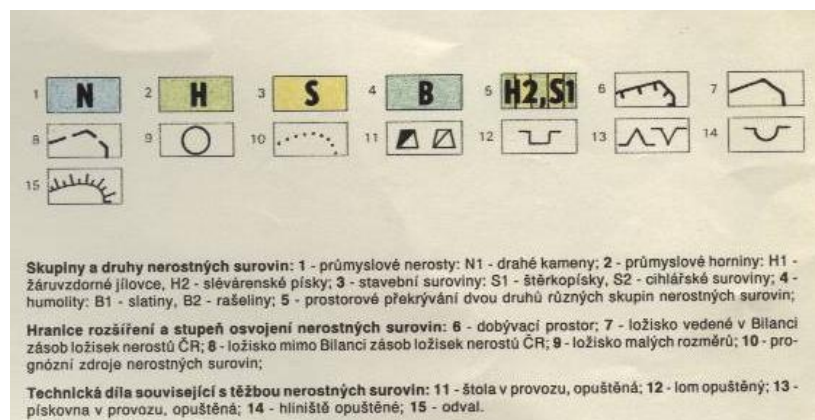 1 N 2 H 3 S 4 B 5 H2,S1 6 7
8 9 10 11 12 13 14
15
Skupiny a druhy nerostných surovin: 1 - průmyslové nerosty: N1 - drahé kameny; 2 - průmyslové horniny: H1 -
žáruvzdorné jílovce, H2 - slévárenské písky; 3 - stavební suroviny: S1 - štěrkopísky, S2 - cihlářské suroviny; 4 -
humolity: B1 - slatiny, B2 - rašeliny; 5 - prostorové překrývání dvou druhů různých skupin nerostných surovin;
Hranice rozšíření a stupeň osvojení nerostných surovin: 6 - dobývací prostor; 7 - ložisko vedené v Bilanci
zásob ložisek nerostů ČR; 8 - ložisko mimo Bilanci zásob ložisek nerostů ČR; 9 - ložisko malých rozměrů; 10 - pro-
gnózní zdroje nerostných surovin;
Technická díla související s těžbou nerostných surovin: 11 - štola v provozu, opuštěná; 12 - lom opuštěný; 13 -
pískovna v provozu, opuštěná; 14 - hliniště opuštěné; 15 - odval.